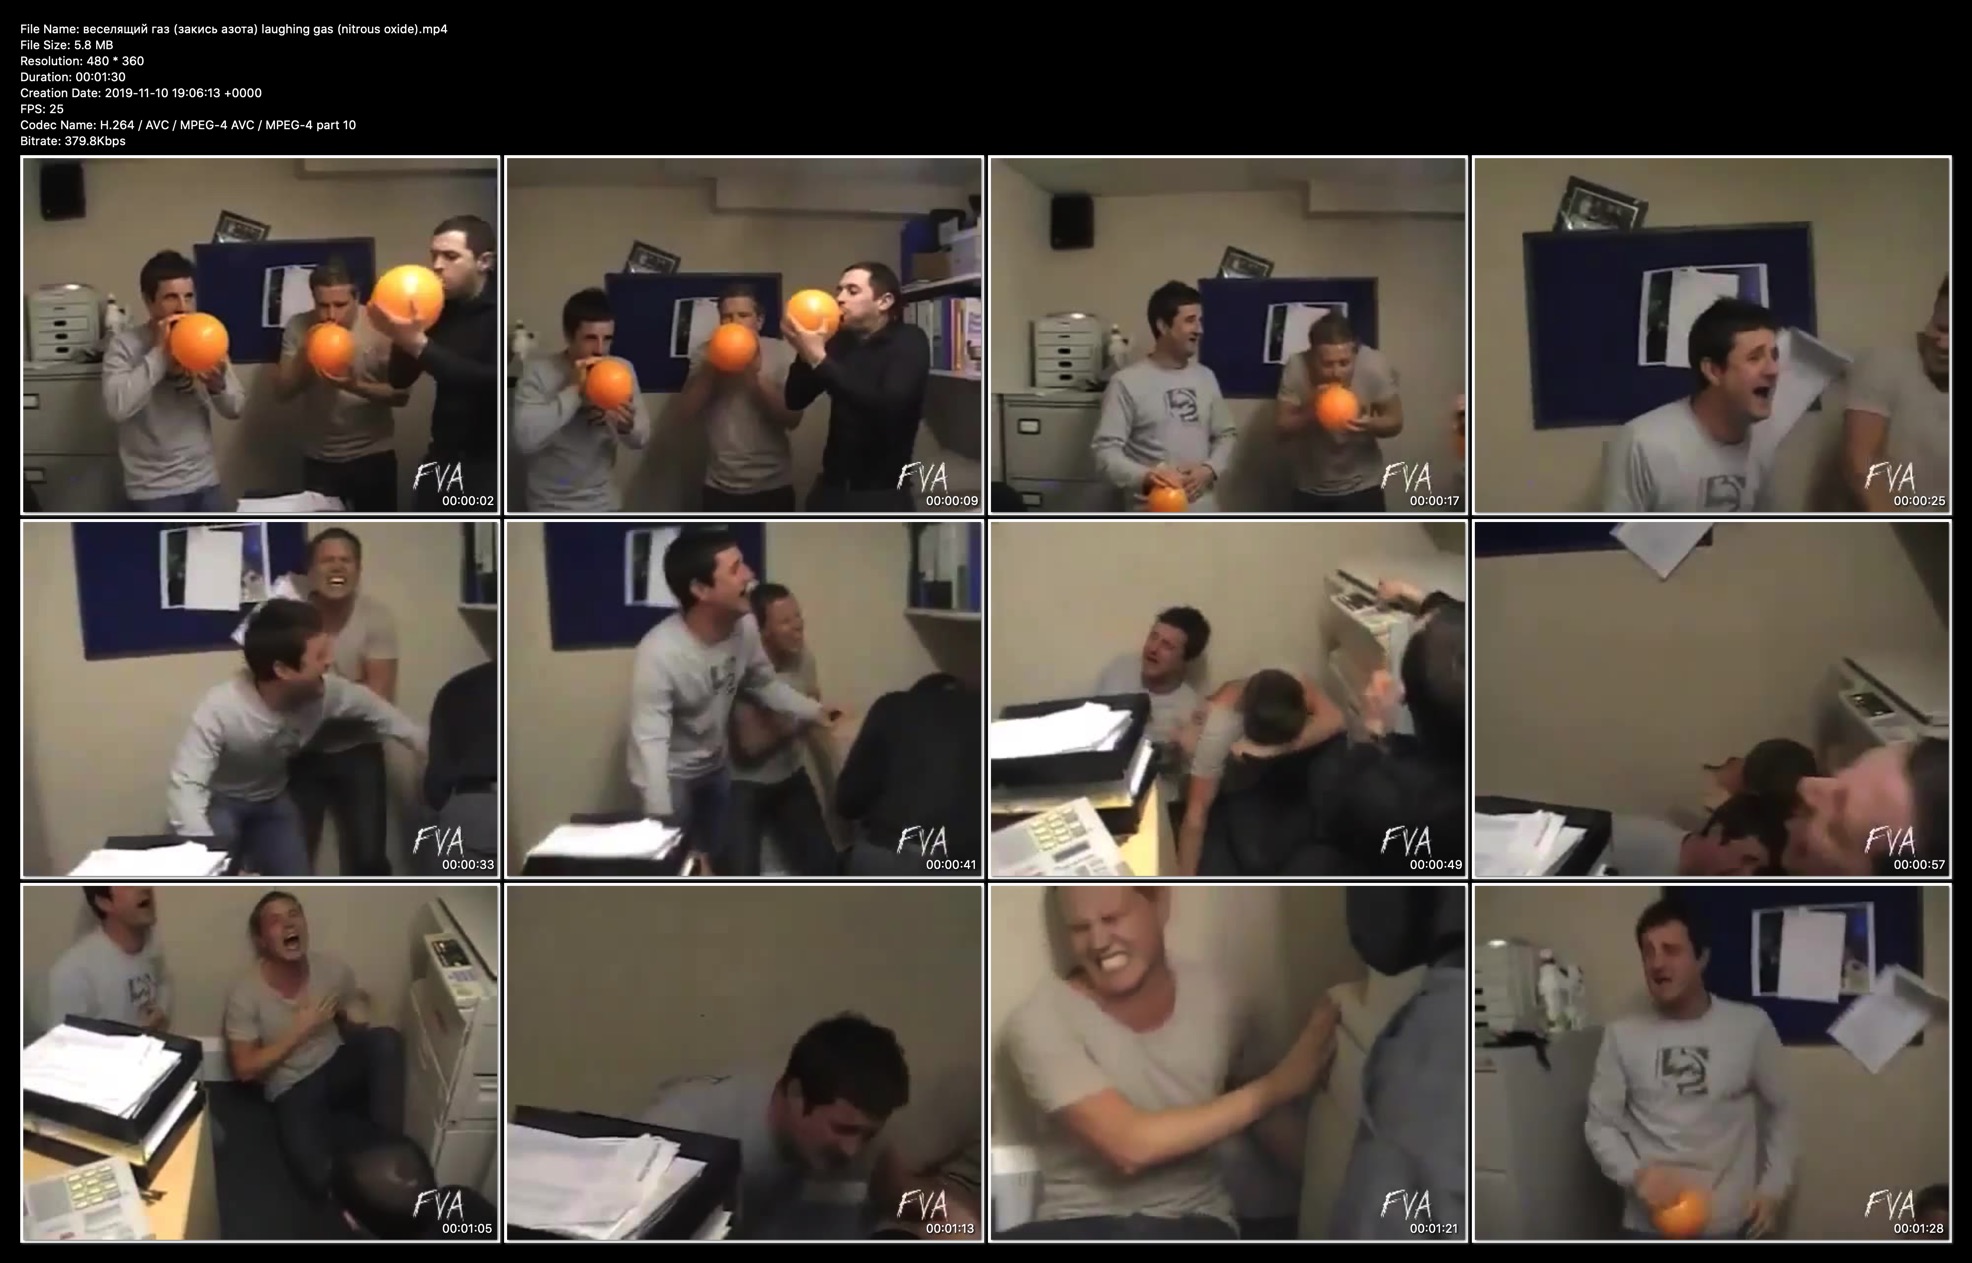 File Name: веселящий газ (закись азота) laughing gas (nitrous oxide).mp4
File Size: 5.8 MB
Resolution: 480 * 360
Duration: 00:01:30
Creation Date: 2019-11-10 19:06:13 +0000
FPS: 25
Codec Name: H.264 / AVC / MPEG-4 AVC / MPEG-4 part 10
Bitrate: 379.8Kbps
FVA
00:00:02
FVA
00:00:09
FVA
00:00:17
FVA
00:00:25
FVA
00:00:33
FVA
00:00:41
FVA
00:00:49
FVA
00:00:57
FVA
00:01:05
FVA
00:01:13
FVA
00:01:21
FVA
00:01:28